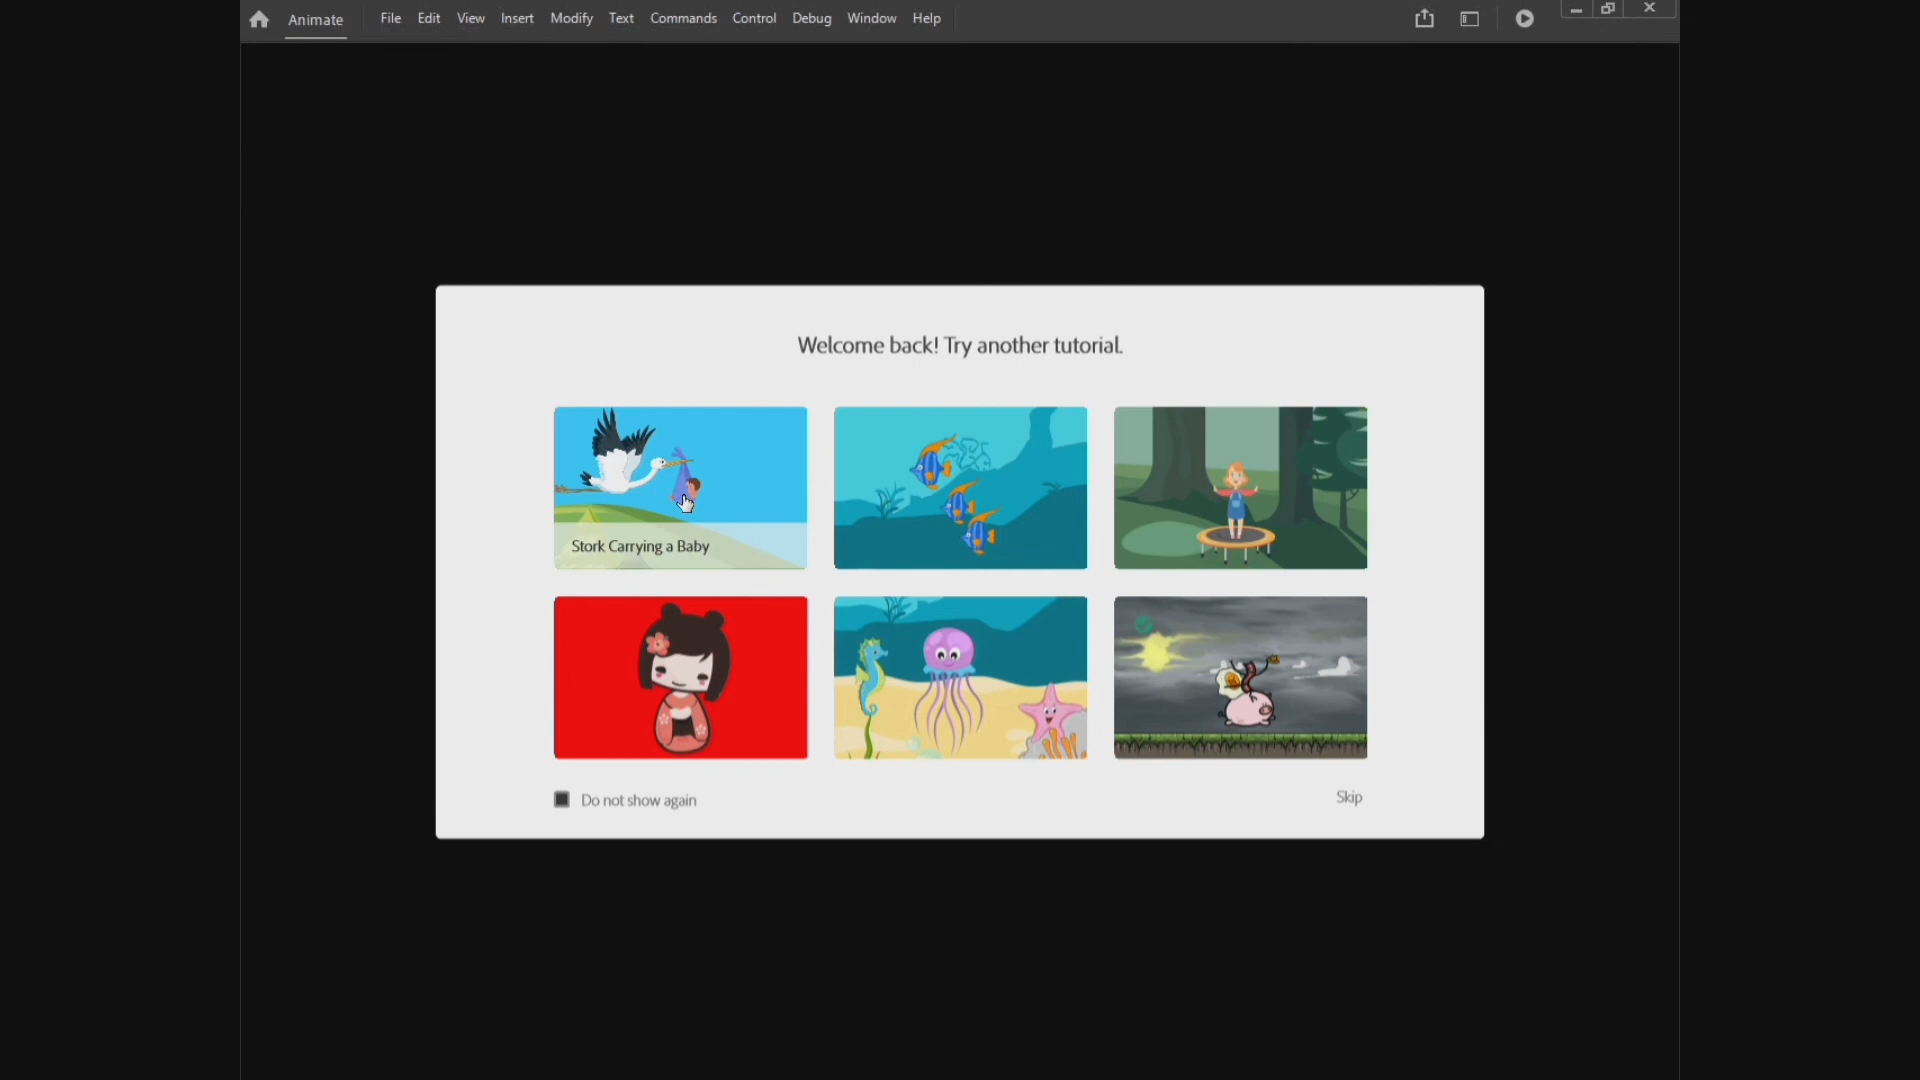 Animate File Edit View Insert Modify Text Commands Control Debug Window Help
Welcome back! Try another tutorial.
Stork Carrying a Baby
Do not show again
Skip